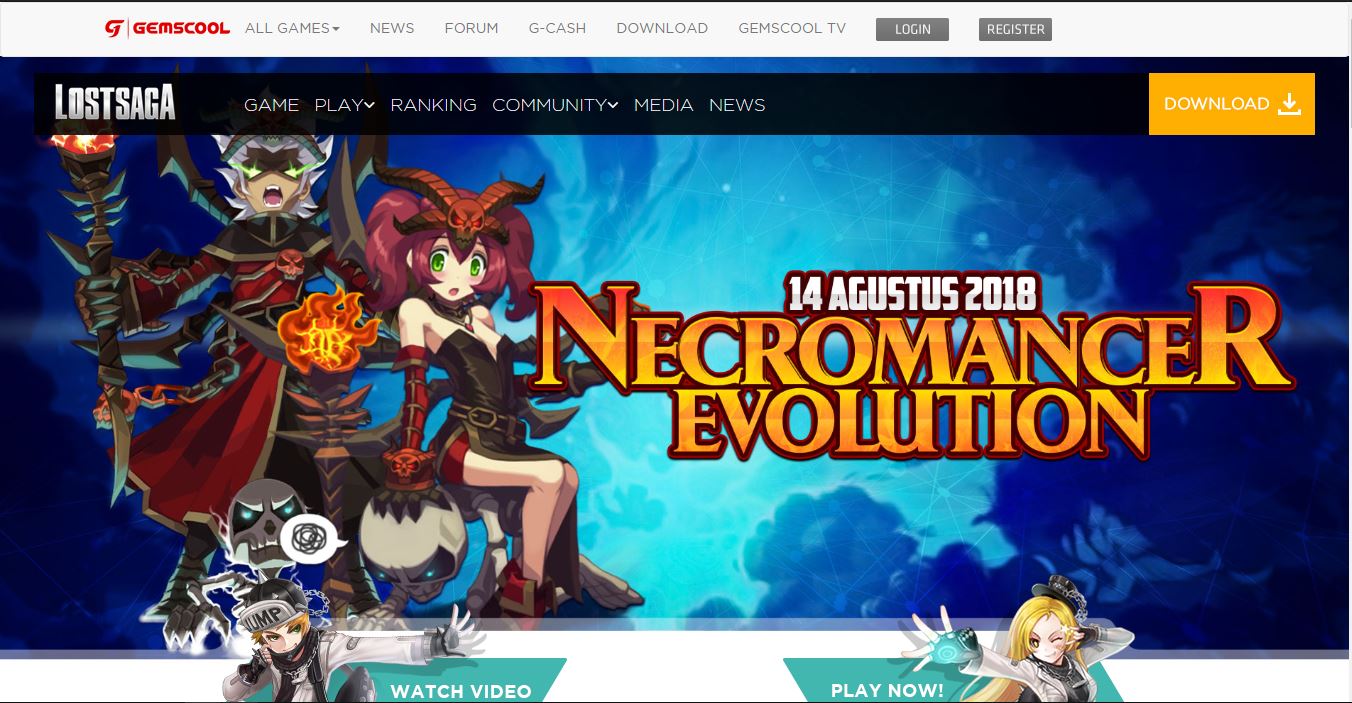 GEMSCOOL ALL GAMES NEWS FORUM G-CASH DOWNLOAD GEMSCOOL TV LOGIN REGISTER
LOSTSAGA GAME PLAY RANKING COMMUNITY MEDIA NEWS DOWNLOAD
14 AGUSTUS 2018
NECROMANCER
EVOLUTION
WATCH VIDEO PLAY NOW!